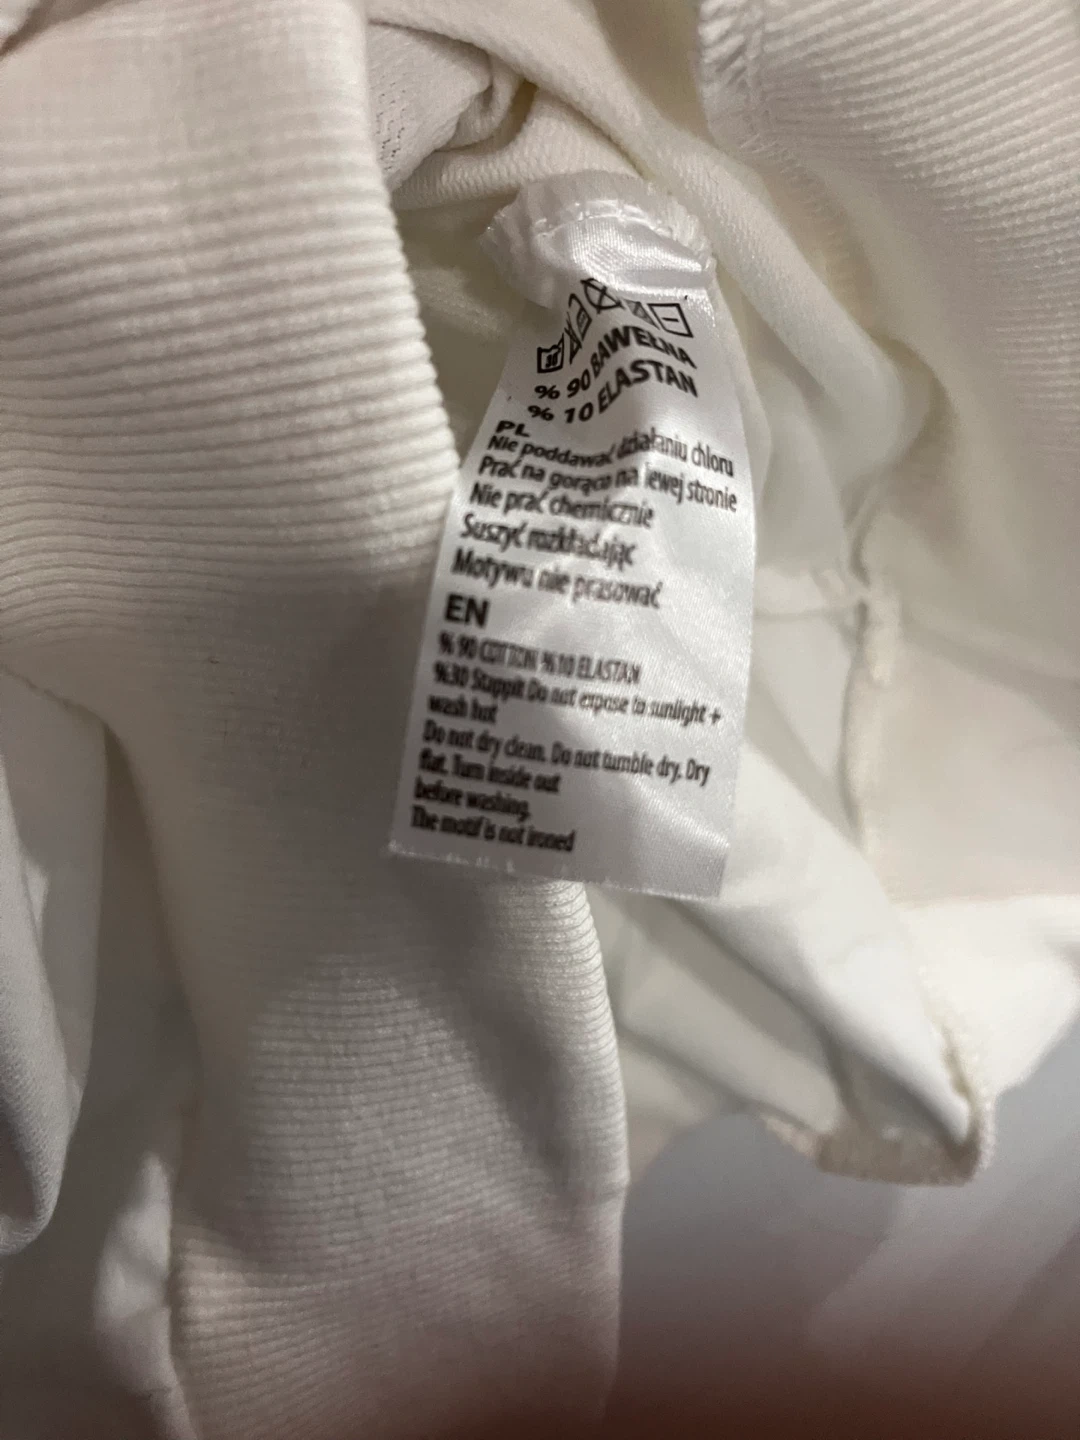 30
% 90 BAWEŁNA
% 10 ELASTAN
PL
Nie poddawać działaniu chloru
Prać na gorąco na lewej stronie
Nie prać chemicznie
Suszyć rozkładając
Motywu nie prasować
EN
% 90 COTTON %10 ELASTAN
%30 Stappit Do not expose to sunlight +
wash hot
Do not dry clean. Do not tumble dry. Dry
flat. Turn inside out
before washing.
The motif is not ironed